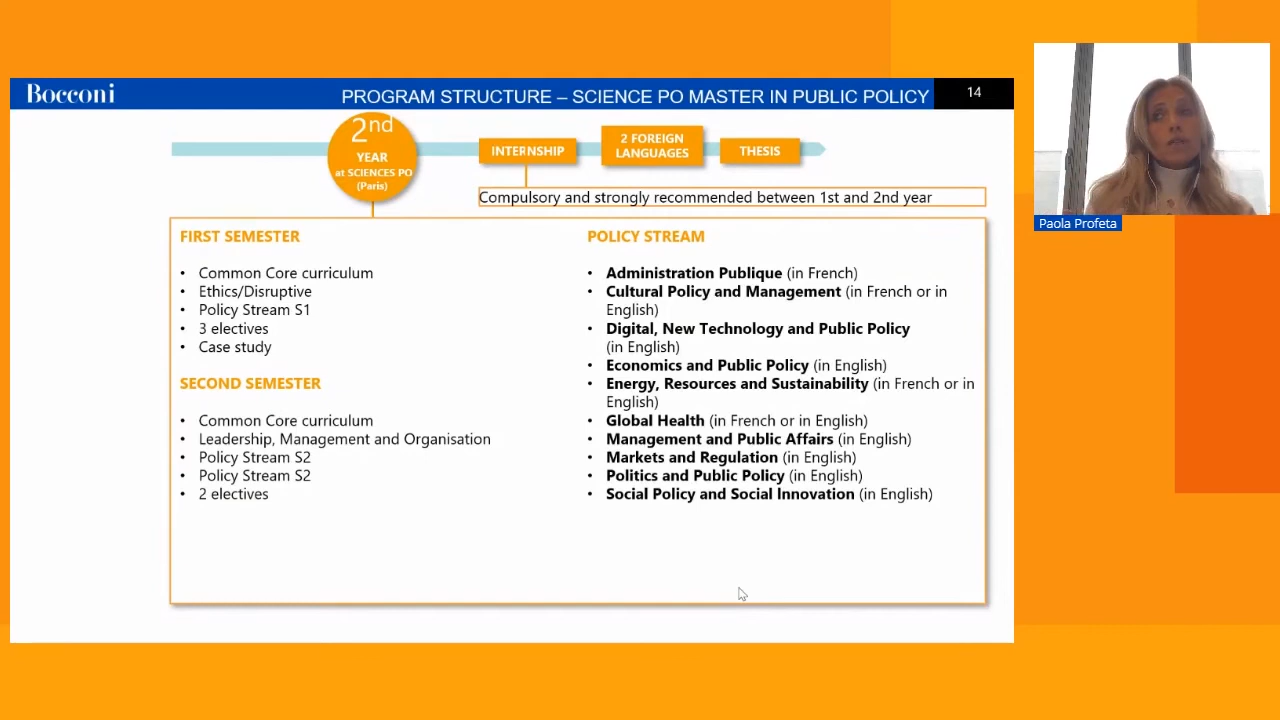 Bocconi
PROGRAM STRUCTURE – SCIENCE PO MASTER IN PUBLIC POLICY
14
2nd
YEAR
at SCIENCES PO
(Paris)
INTERNSHIP
2 FOREIGN
LANGUAGES
THESIS
Compulsory and strongly recommended between 1st and 2nd year
FIRST SEMESTER
• Common Core curriculum
• Ethics/Disruptive
• Policy Stream S1
• 3 electives
• Case study
SECOND SEMESTER
• Common Core curriculum
• Leadership, Management and Organisation
• Policy Stream S2
• Policy Stream S2
• 2 electives
POLICY STREAM
• Administration Publique (in French)
• Cultural Policy and Management (in French or in
English)
• Digital, New Technology and Public Policy
(in English)
• Economics and Public Policy (in English)
• Energy, Resources and Sustainability (in French or in
English)
• Global Health (in French or in English)
• Management and Public Affairs (in English)
• Markets and Regulation (in English)
• Politics and Public Policy (in English)
• Social Policy and Social Innovation (in English)
Paola Profeta